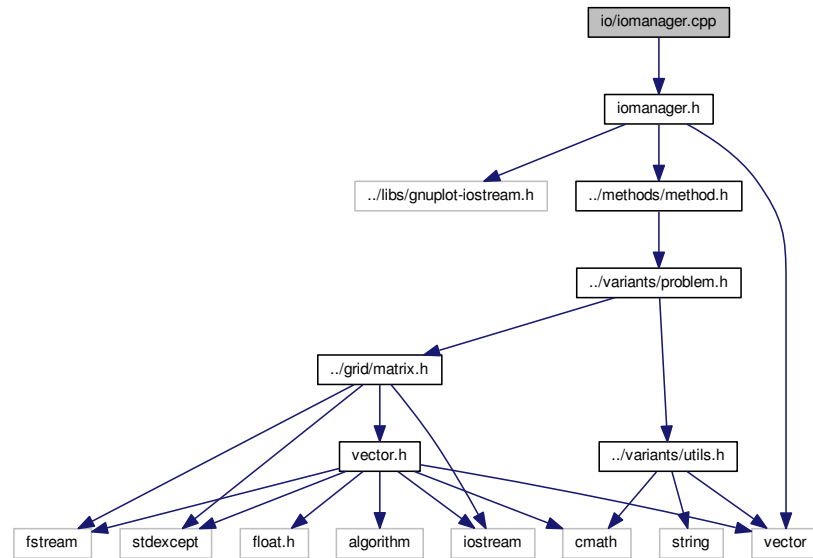 io/iomanager.cpp
iomanager.h
../libs/gnuplot-iostream.h
../methods/method.h
../variants/problem.h
../grid/matrix.h
vector.h
../variants/utils.h
fstream
stdexcept
float.h
algorithm
iostream
cmath
string
vector